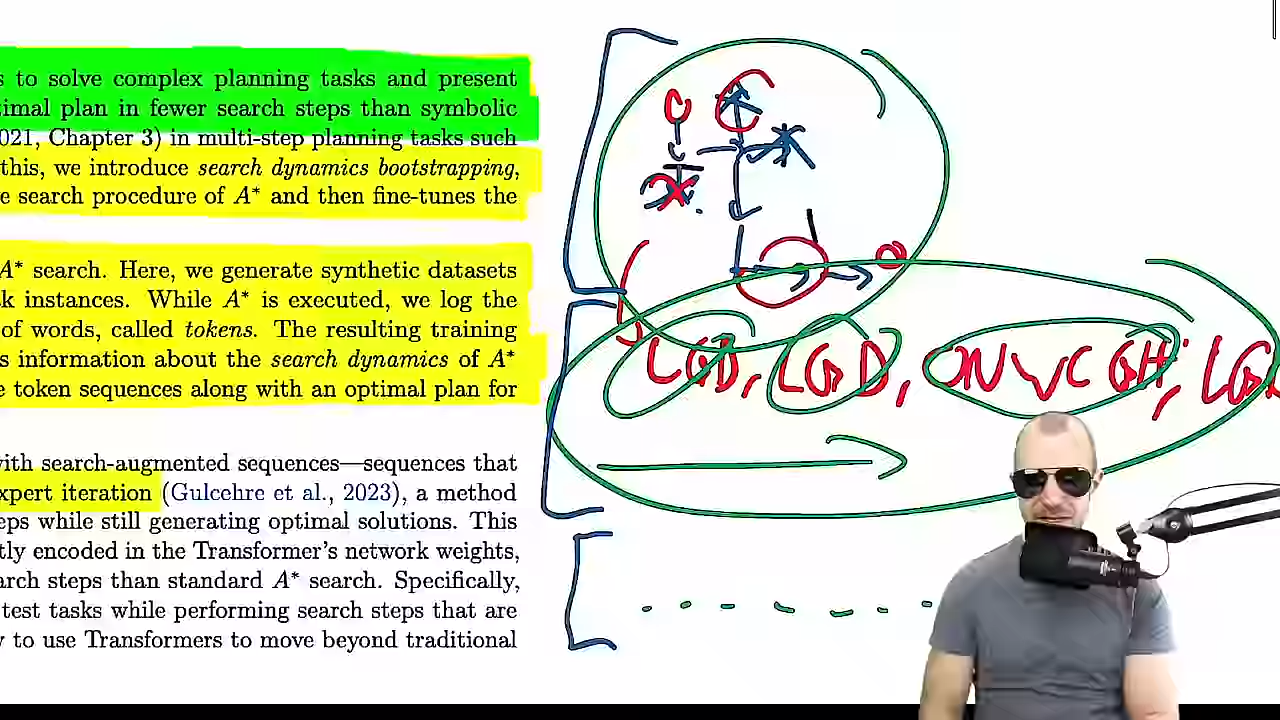 s to solve complex planning tasks and present
timal plan in fewer search steps than symbolic
021, Chapter 3) in multi-step planning tasks such
this, we introduce search dynamics bootstrapping,
e search procedure of A* and then fine-tunes the
A* search. Here, we generate synthetic datasets
k instances. While A* is executed, we log the
of words, called tokens. The resulting training
s information about the search dynamics of A*
e token sequences along with an optimal plan for
with search-augmented sequences—sequences that
xpert iteration (Gulcehre et al., 2023), a method
eps while still generating optimal solutions. This
tly encoded in the Transformer's network weights,
arch steps than standard A* search. Specifically,
test tasks while performing search steps that are
y to use Transformers to move beyond traditional